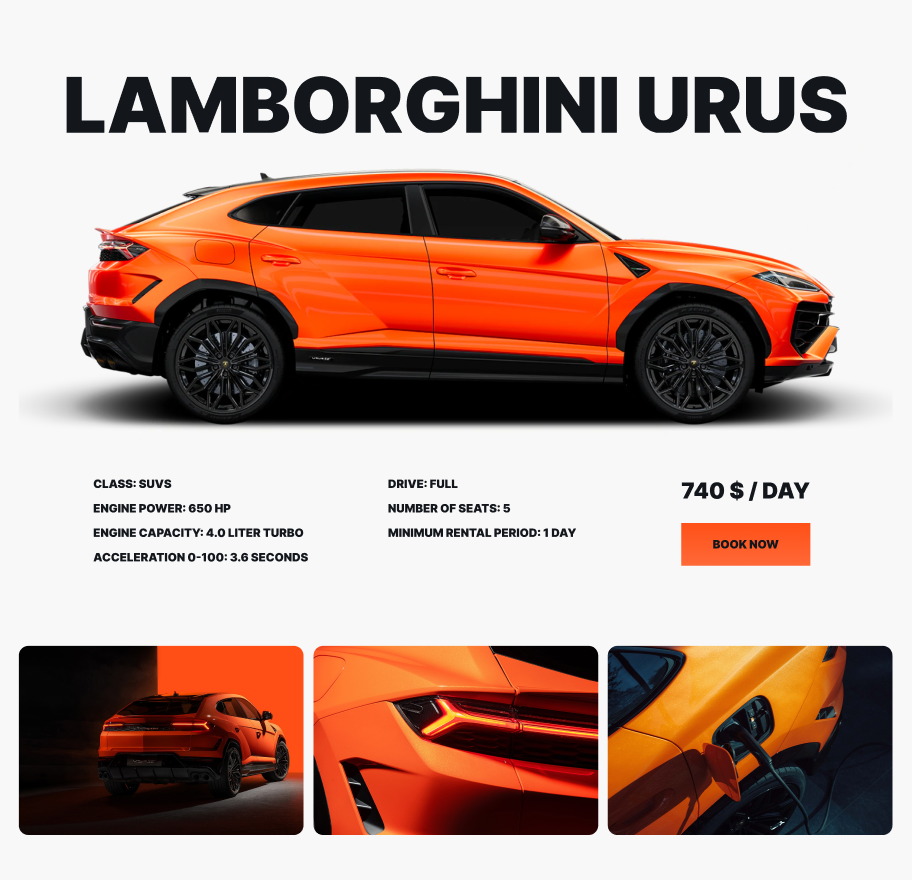 LAMBORGHINI URUS
CLASS: SUVS
ENGINE POWER: 650 HP
ENGINE CAPACITY: 4.0 LITER TURBO
ACCELERATION 0-100: 3.6 SECONDS
DRIVE: FULL
NUMBER OF SEATS: 5
MINIMUM RENTAL PERIOD: 1 DAY
740 $ / DAY
BOOK NOW